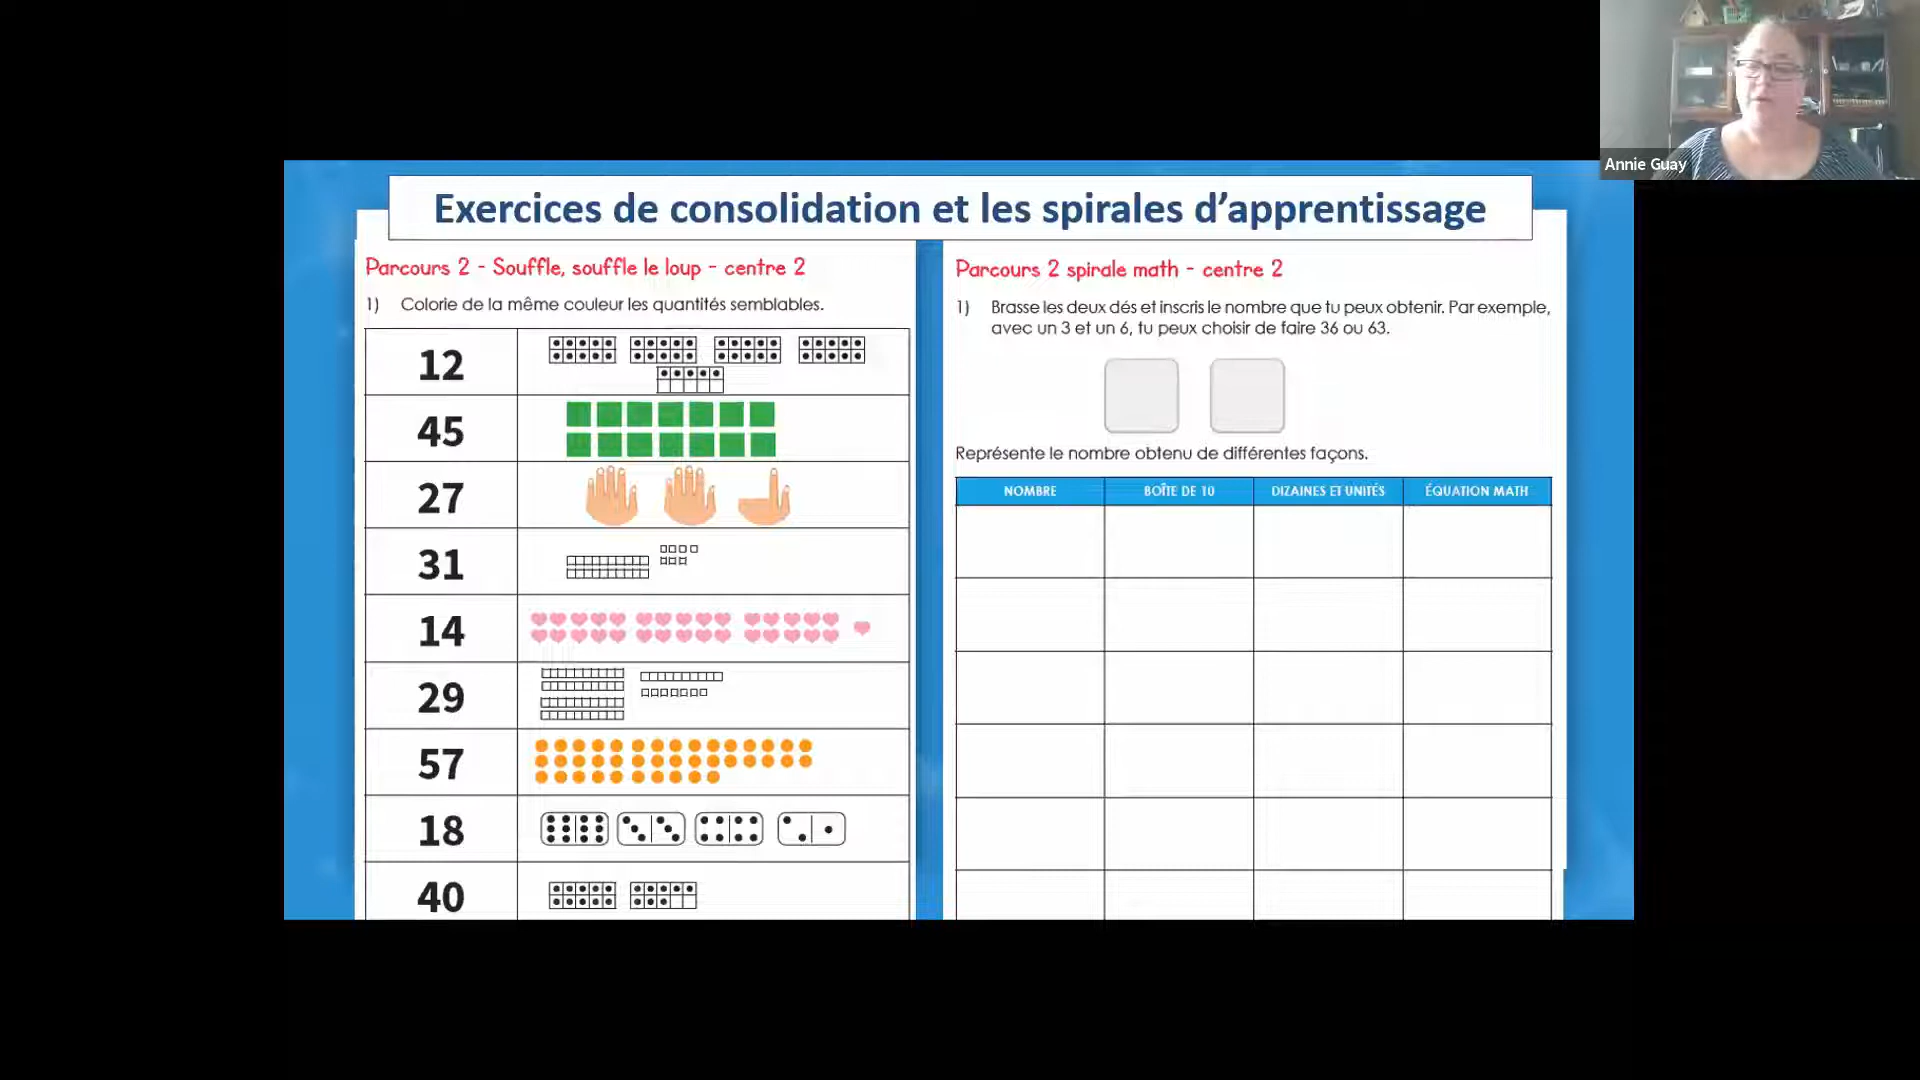 Annie Guay
Exercices de consolidation et les spirales d'apprentissage
Parcours 2 - Souffle, souffle le loup - centre 2
1) Colorie de la même couleur les quantités semblables.
12
45
27
31
14
29
57
18
40
Parcours 2 spirale math - centre 2
1) Brasse les deux dés et inscris le nombre que tu peux obtenir. Par exemple,
avec un 3 et un 6, tu peux choisir de faire 36 ou 63.
Représente le nombre obtenu de différentes façons.
NOMBRE BOÎTE DE 10 DIZAINES ET UNITÉS ÉQUATION MATH